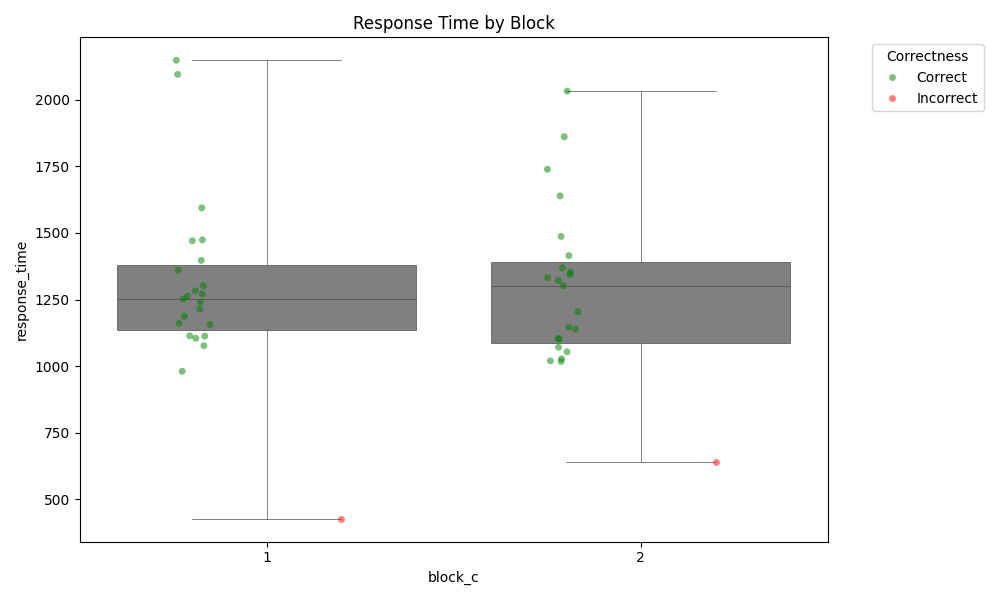 Response Time by Block
Correctness
Correct
Incorrect
response_time
2000
1750
1500
1250
1000
750
500
1
2
block_c